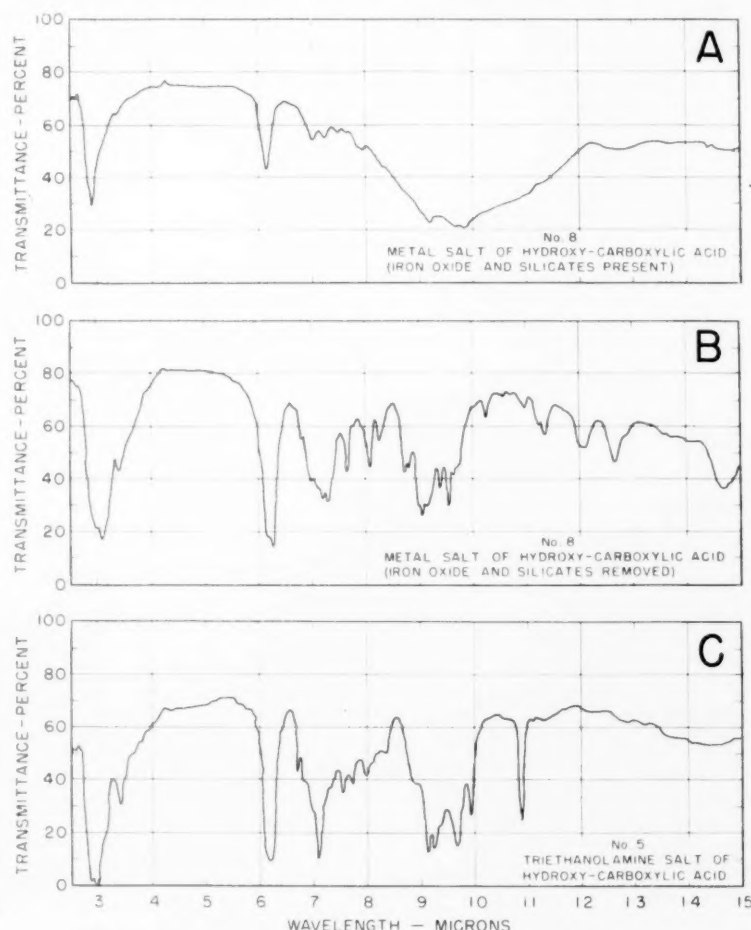 A
100
80
60
40
20
0
TRANSMITTANCE - PERCENT
No. 8
METAL SALT OF HYDROXY-CARBOXYLIC ACID
(IRON OXIDE AND SILICATES PRESENT)
B
100
80
60
40
20
0
TRANSMITTANCE - PERCENT
No. 8
METAL SALT OF HYDROXY-CARBOXYLIC ACID
(IRON OXIDE AND SILICATES REMOVED)
C
100
80
60
40
20
0
TRANSMITTANCE - PERCENT
No. 5
TRIETHANOLAMINE SALT OF
HYDROXY-CARBOXYLIC ACID
3 4 5 6 7 8 9 10 11 12 13 14 15
WAVELENGTH — MICRONS